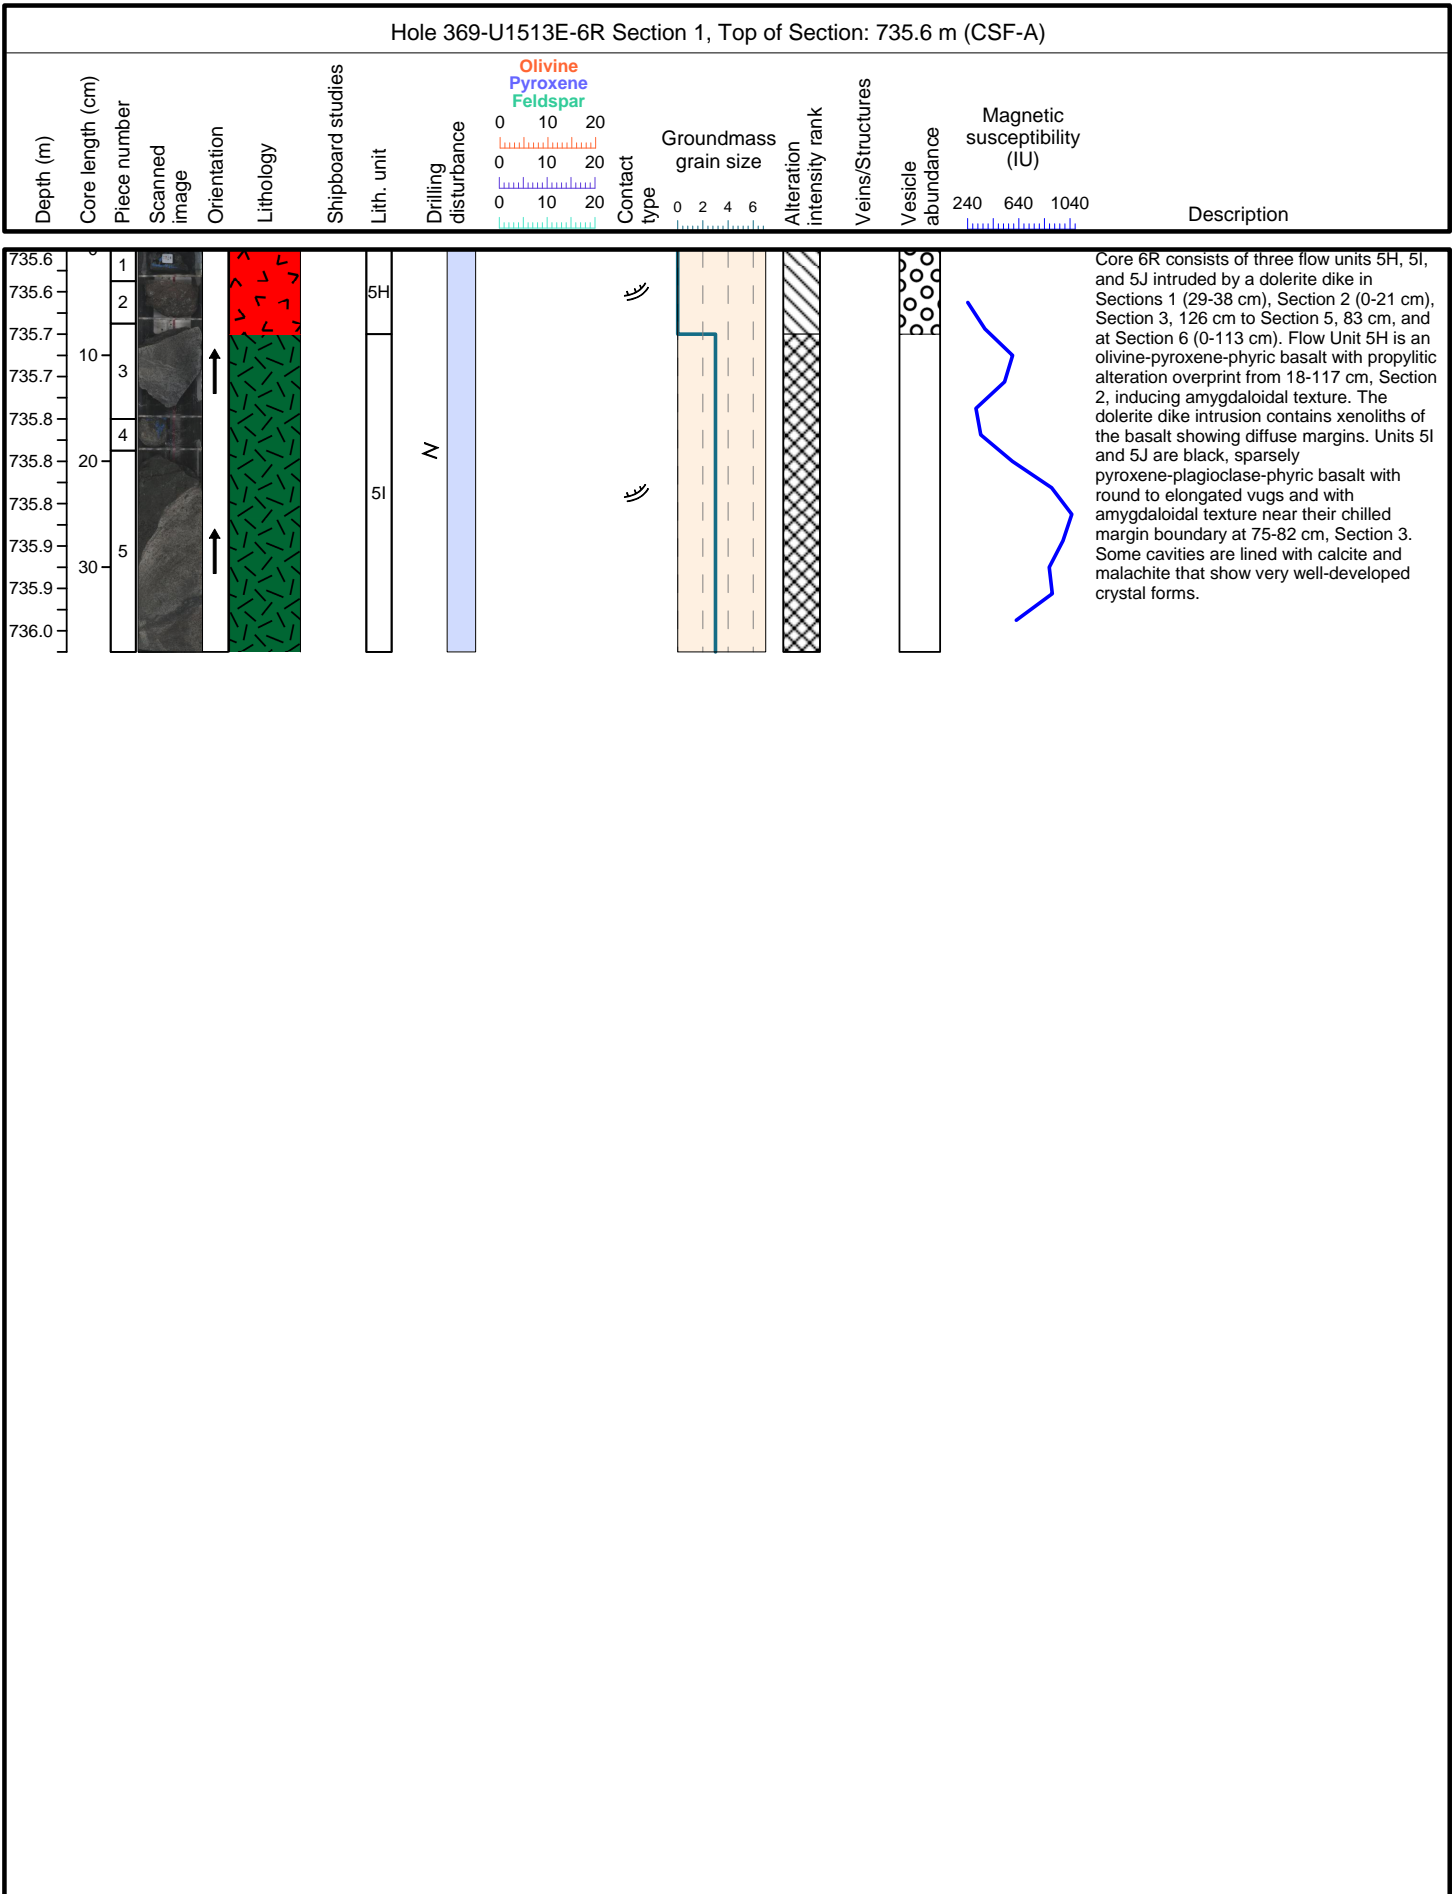 Hole 369-U1513E-6R Section 1, Top of Section: 735.6 m (CSF-A)
Depth (m)
Core length (cm)
Piece number
Scanned
image
Orientation
Lithology
Shipboard studies
Lith. unit
Drilling
disturbance
Olivine
Pyroxene
Feldspar
0 10 20
0 10 20
0 10 20
Contact
type
Groundmass
grain size
0 2 4 6
Alteration
intensity rank
Veins/Structures
Vesicle
abundance
Magnetic
susceptibility
(IU)
240 640 1040
Description
735.6
735.6
735.7
735.7
735.8
735.8
735.8
735.9
735.9
736.0
10
20
30
1
2
3
4
5
5H
5I
Core 6R consists of three flow units 5H, 5I,
and 5J intruded by a dolerite dike in
Sections 1 (29-38 cm), Section 2 (0-21 cm),
Section 3, 126 cm to Section 5, 83 cm, and
at Section 6 (0-113 cm). Flow Unit 5H is an
olivine-pyroxene-phyric basalt with propylitic
alteration overprint from 18-117 cm, Section
2, inducing amygdaloidal texture. The
dolerite dike intrusion contains xenoliths of
the basalt showing diffuse margins. Units 5I
and 5J are black, sparsely
pyroxene-plagioclase-phyric basalt with
round to elongated vugs and with
amygdaloidal texture near their chilled
margin boundary at 75-82 cm, Section 3.
Some cavities are lined with calcite and
malachite that show very well-developed
crystal forms.